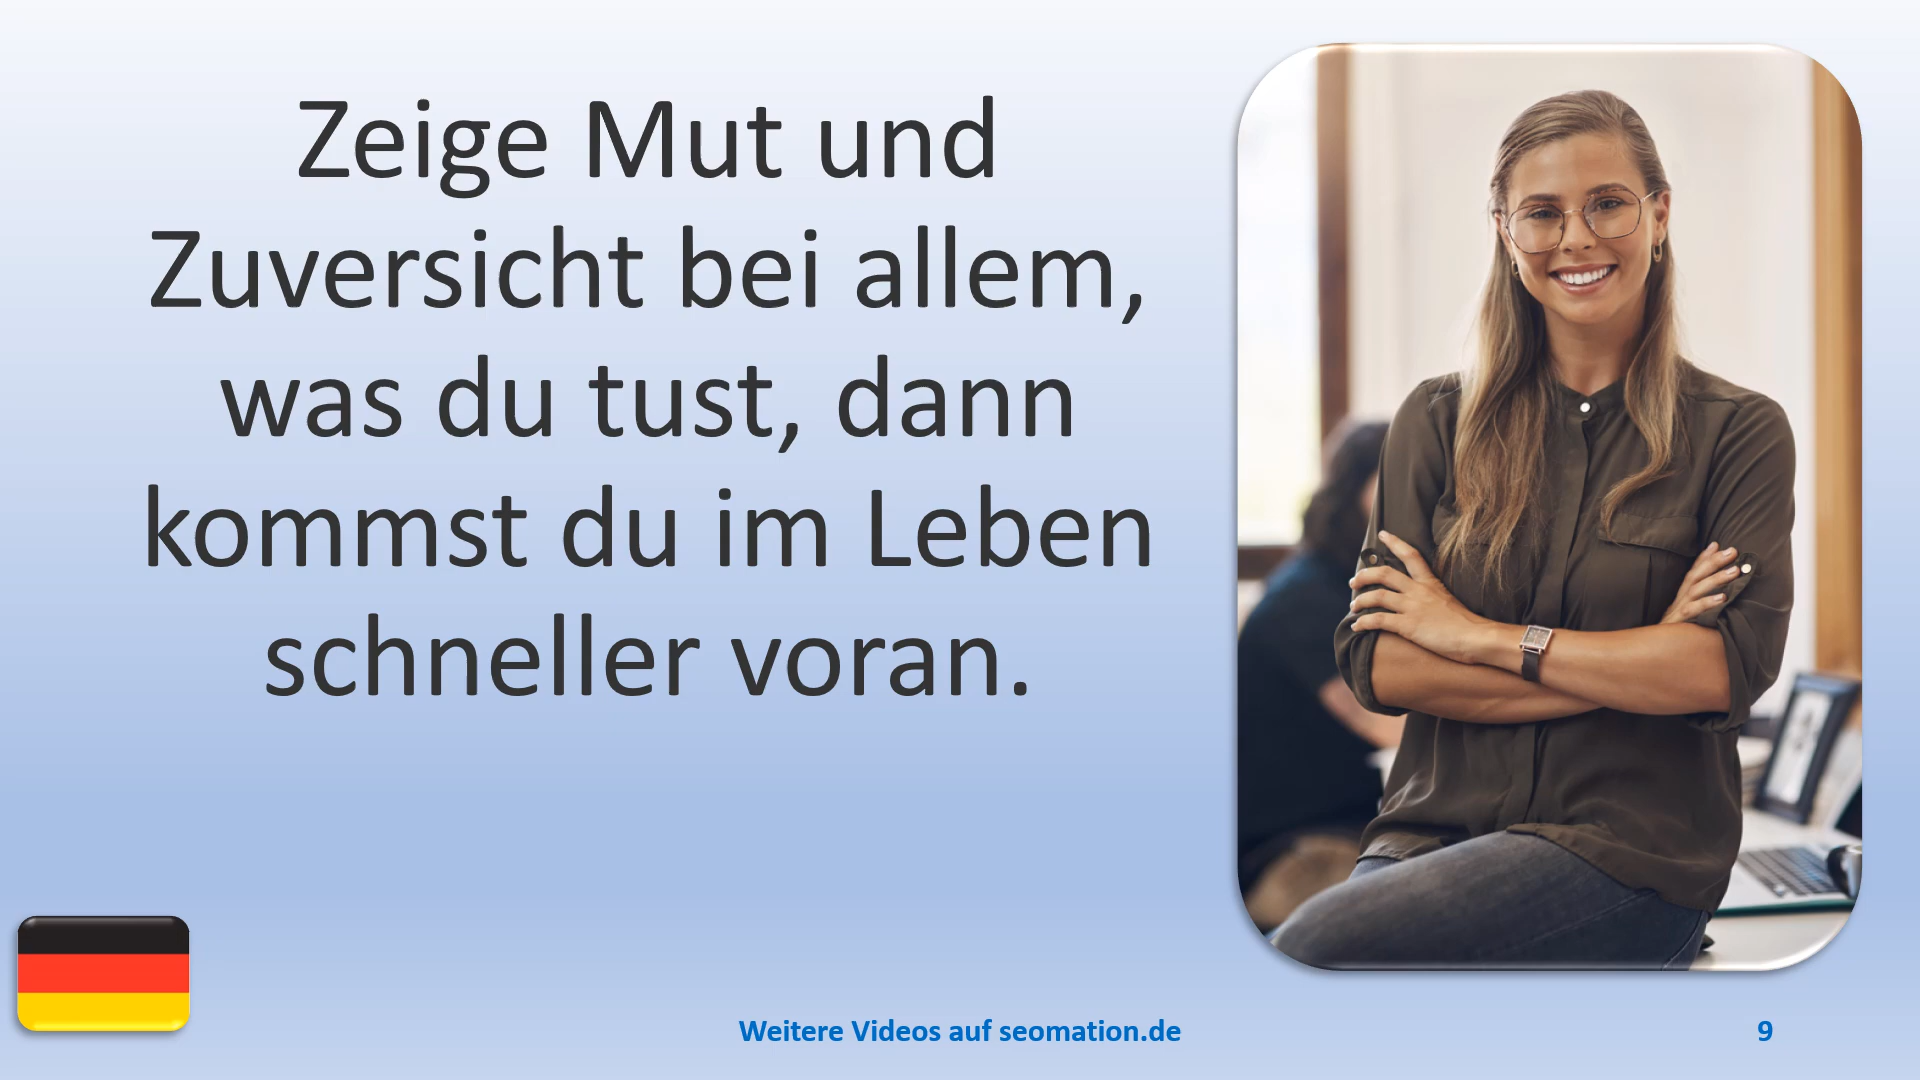 Zeige Mut und
Zuversicht bei allem,
was du tust, dann
kommst du im Leben
schneller voran.
Weitere Videos auf seomation.de
9